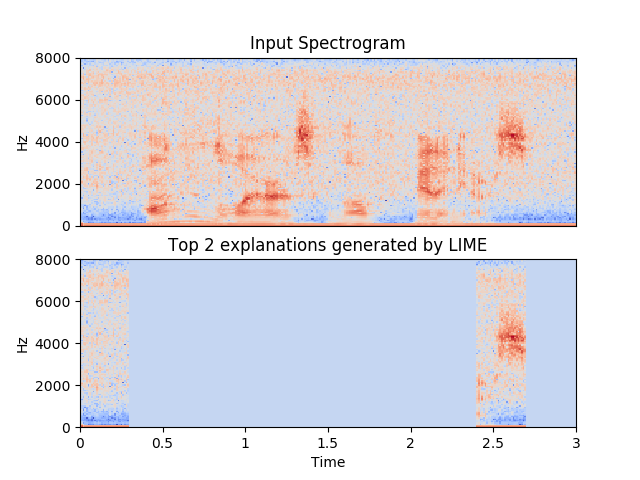 Input Spectrogram
8000
6000
Hz
4000
2000
0
Top 2 explanations generated by LIME
8000
6000
Hz
4000
2000
0
0 0.5 1 1.5 2 2.5 3
Time